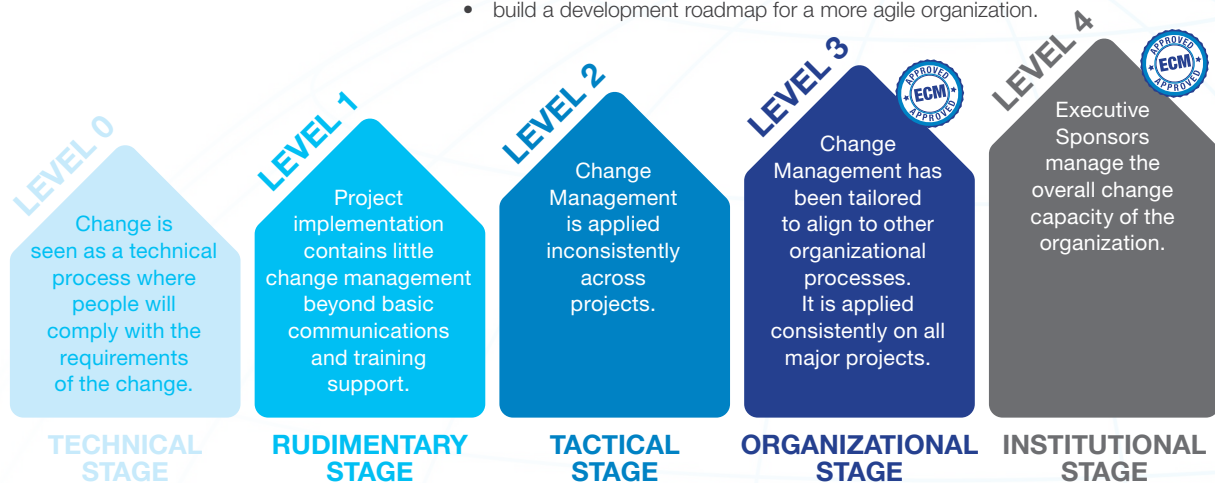 • build a development roadmap for a more agile organization.
LEVEL 0
Change is
seen as a technical
process where
people will
comply with the
requirements
of the change.
TECHNICAL
STAGE
LEVEL 1
Project
implementation
contains little
change management
beyond basic
communications
and training
support.
RUDIMENTARY
STAGE
LEVEL 2
Change
Management
is applied
inconsistently
across
projects.
TACTICAL
STAGE
LEVEL 3
APPROVED
ECM
APPROVED
Change
Management has
been tailored
to align to other
organizational
processes.
It is applied
consistently on all
major projects.
ORGANIZATIONAL
STAGE
LEVEL 4
APPROVED
ECM
APPROVED
Executive
Sponsors
manage the
overall change
capacity of the
organization.
INSTITUTIONAL
STAGE